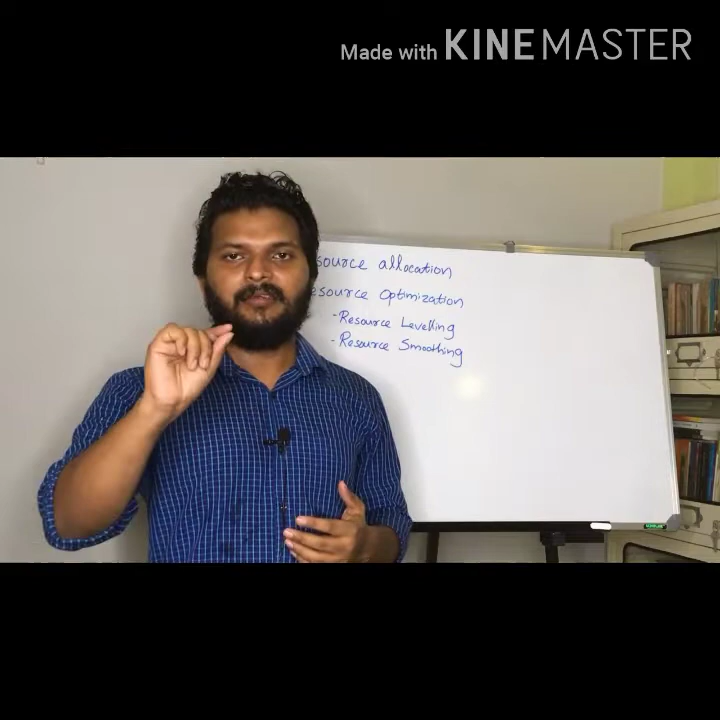 Made with KINEMASTER
source allocation
esource Optimization
- Resource Levelling
- Resource Smoothing